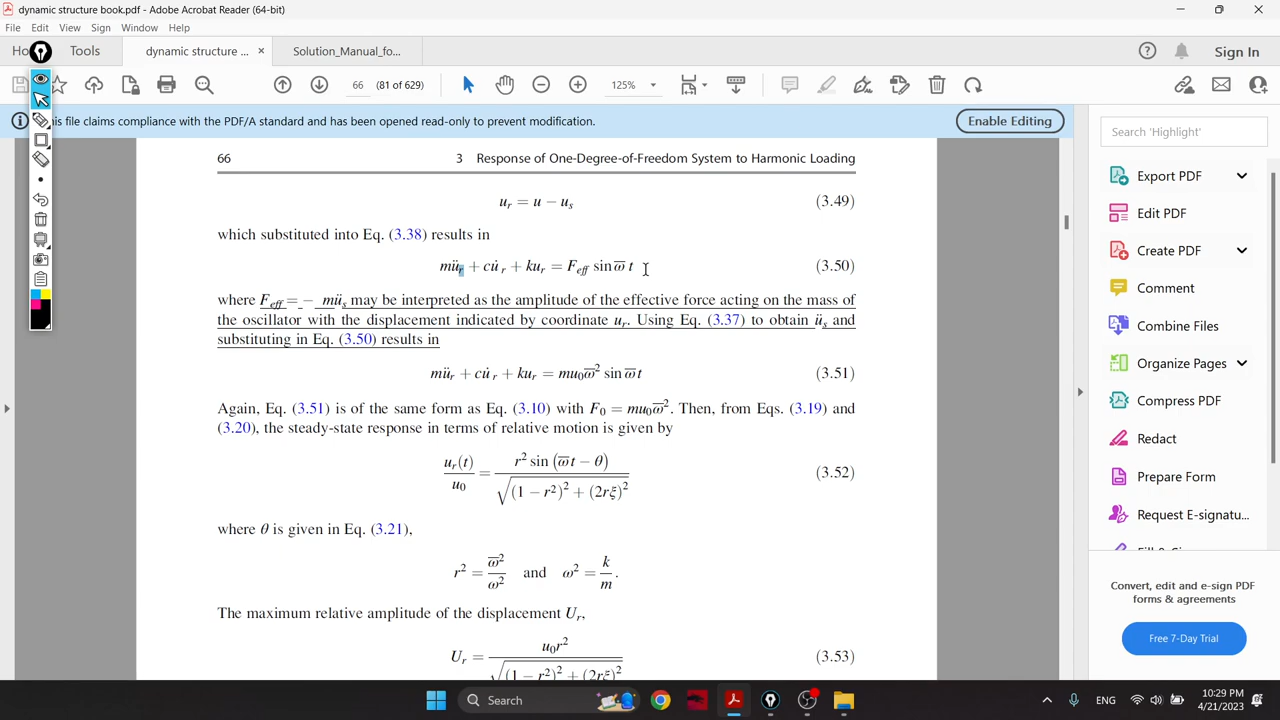 dynamic structure book.pdf - Adobe Acrobat Reader (64-bit)
File Edit View Sign Window Help
Ho Tools dynamic structure ... × Solution_Manual_fo... Sign In
66 (81 of 629) 125%
his file claims compliance with the PDF/A standard and has been opened read-only to prevent modification. Enable Editing
66 3 Response of One-Degree-of-Freedom System to Harmonic Loading
u_r = u − u_s (3.49)
which substituted into Eq. (3.38) results in
mü_r + cu̇_r + ku_r = F_eff sin ω̅ t (3.50)
where F_eff = − mü_s may be interpreted as the amplitude of the effective force acting on the mass of
the oscillator with the displacement indicated by coordinate u_r. Using Eq. (3.37) to obtain ü_s and
substituting in Eq. (3.50) results in
mü_r + cu̇_r + ku_r = mu_0ω̅² sin ω̅ t (3.51)
Again, Eq. (3.51) is of the same form as Eq. (3.10) with F_0 = mu_0ω̅². Then, from Eqs. (3.19) and
(3.20), the steady-state response in terms of relative motion is given by
u_r(t)/u_0 = r² sin (ω̅ t − θ) / √((1 − r²)² + (2rξ)²) (3.52)
where θ is given in Eq. (3.21),
r² = ω̅²/ω² and ω² = k/m.
The maximum relative amplitude of the displacement U_r,
U_r = u_0r² / √((1 − r²)² + (2rξ)²) (3.53)
Search 'Highlight'
Export PDF
Edit PDF
Create PDF
Comment
Combine Files
Organize Pages
Compress PDF
Redact
Prepare Form
Request E-signatu...
Convert, edit and e-sign PDF
forms & agreements
Free 7-Day Trial
Search
ENG
10:29 PM
4/21/2023